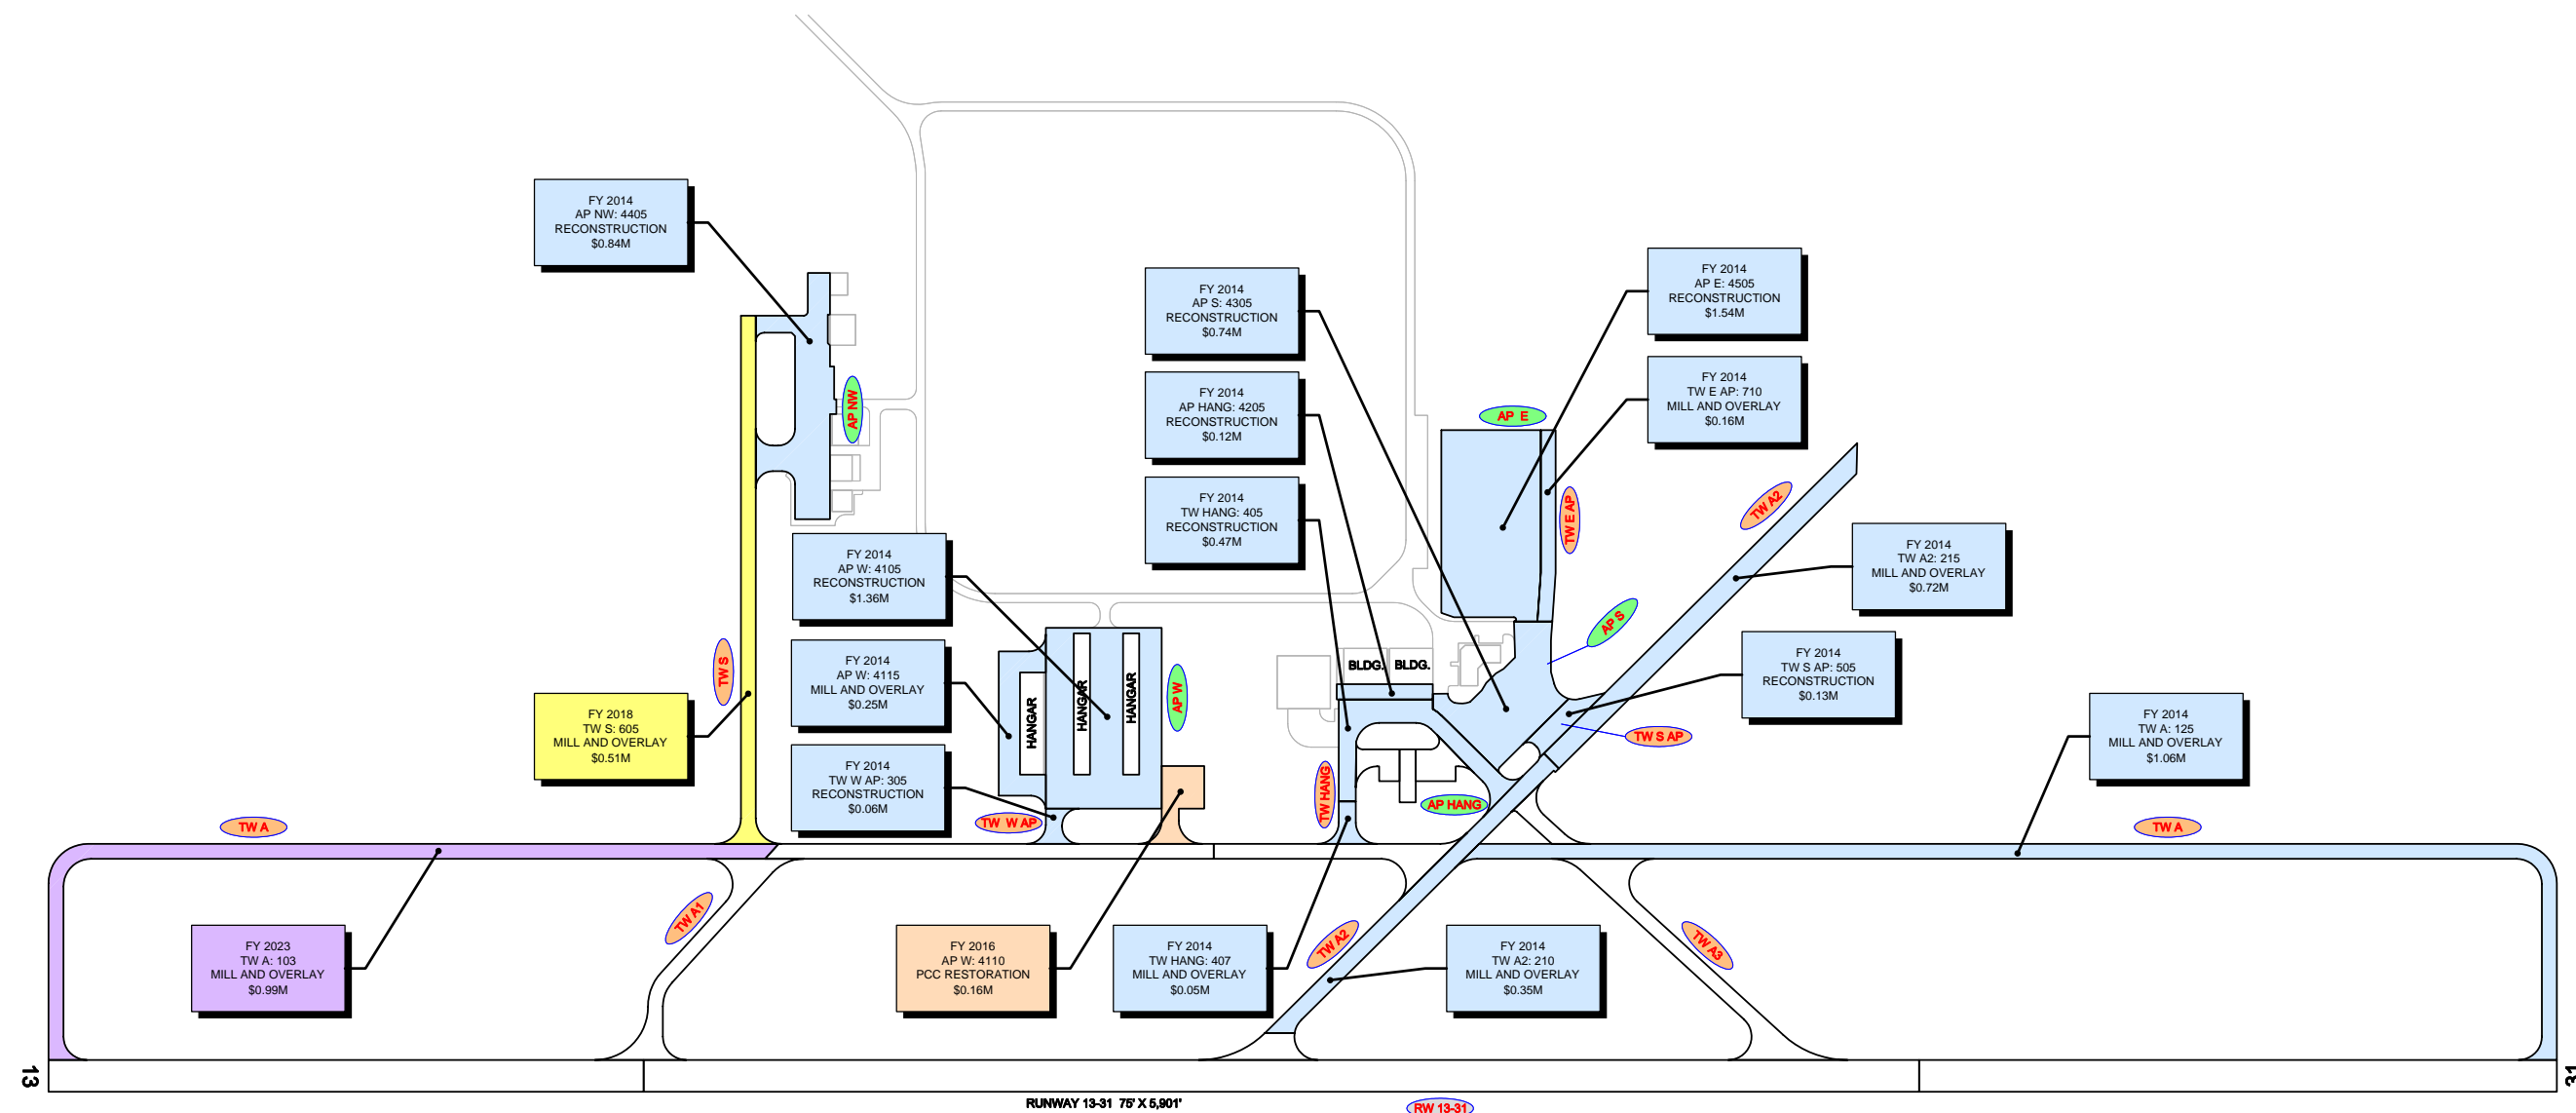 FY 2014
AP NW: 4405
RECONSTRUCTION
$0.84M
FY 2014
AP S: 4305
RECONSTRUCTION
$0.74M
FY 2014
AP E: 4505
RECONSTRUCTION
$1.54M
FY 2014
AP HANG: 4205
RECONSTRUCTION
$0.12M
FY 2014
TW E AP: 710
MILL AND OVERLAY
$0.16M
AP NW
AP E
FY 2014
TW HANG: 405
RECONSTRUCTION
$0.47M
TW E AP
TW A2
FY 2014
AP W: 4105
RECONSTRUCTION
$1.36M
FY 2014
TW A2: 215
MILL AND OVERLAY
$0.72M
AP S
FY 2014
AP W: 4115
MILL AND OVERLAY
$0.25M
HANGAR
HANGAR
HANGAR
AP W
BLDG.
BLDG.
FY 2014
TW S AP: 505
RECONSTRUCTION
$0.13M
TW S
FY 2018
TW S: 605
MILL AND OVERLAY
$0.51M
TW S AP
FY 2014
TW A: 125
MILL AND OVERLAY
$1.06M
FY 2014
TW W AP: 305
RECONSTRUCTION
$0.06M
TW HANG
AP HANG
TW A
TW W AP
TW A
TW A1
TW A2
TW A3
FY 2023
TW A: 103
MILL AND OVERLAY
$0.99M
FY 2016
AP W: 4110
PCC RESTORATION
$0.16M
FY 2014
TW HANG: 407
MILL AND OVERLAY
$0.05M
FY 2014
TW A2: 210
MILL AND OVERLAY
$0.35M
13
31
RUNWAY 13-31 75' X 5,901'
RW 13-31